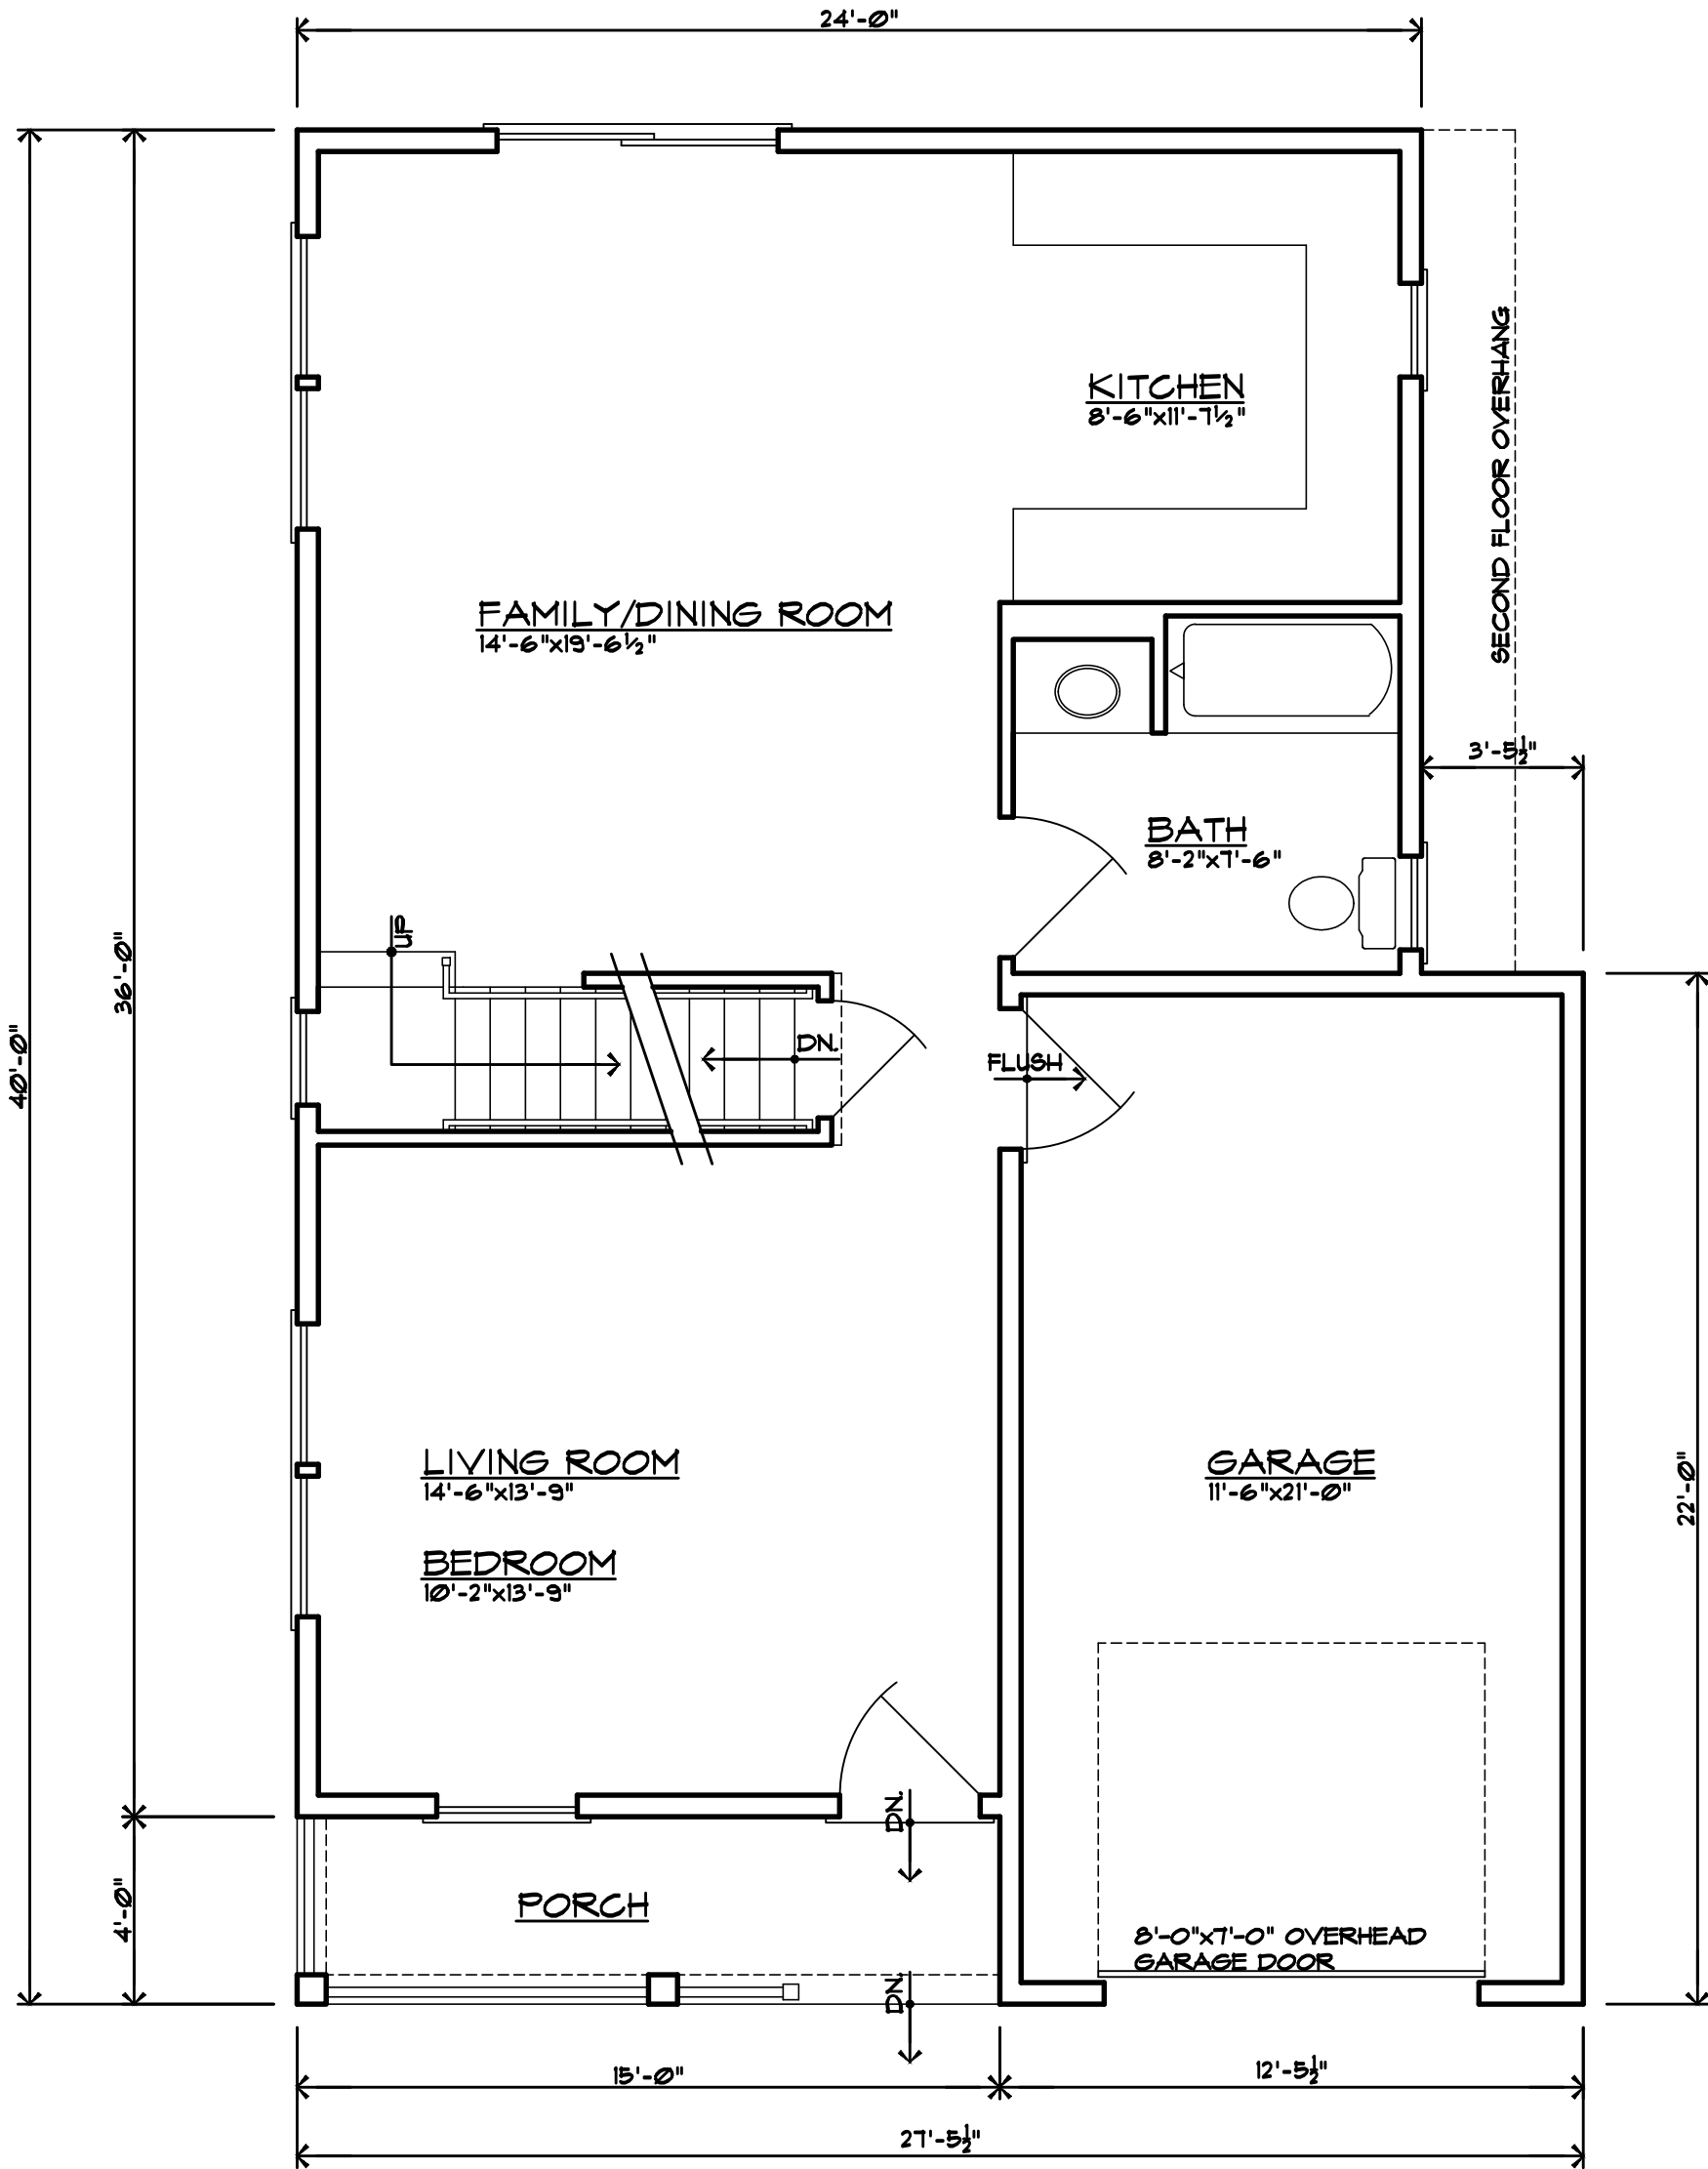 24'-0"
KITCHEN
8'-6"x11'-7½"
SECOND FLOOR OVERHANG
FAMILY/DINING ROOM
14'-6"x19'-6½"
3'-5½"
BATH
8'-2"x7'-6"
UP
36'-0"
40'-0"
DN.
FLUSH
LIVING ROOM
14'-6"x13'-9"
GARAGE
11'-6"x21'-0"
22'-0"
BEDROOM
10'-2"x13'-9"
DN.
4'-0"
PORCH
8'-0"x7'-0" OVERHEAD
GARAGE DOOR
DN.
15'-0"
12'-5½"
27'-5½"